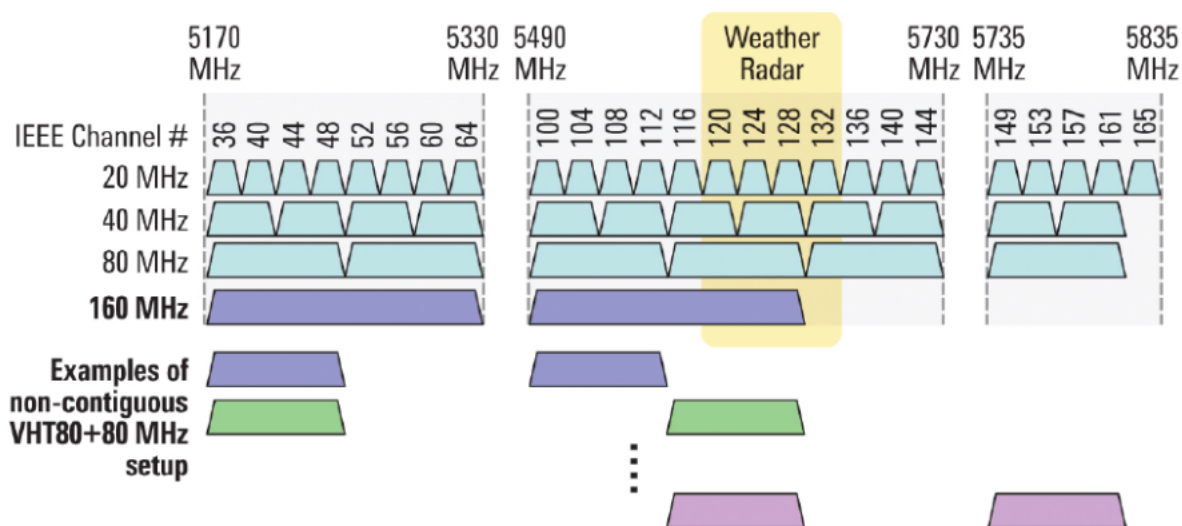 5170 MHz
5330 MHz
5490 MHz
Weather Radar
5730 MHz
5735 MHz
5835 MHz
IEEE Channel # 36 40 44 48 52 56 60 64 100 104 108 112 116 120 124 128 132 136 140 144 149 153 157 161 165
20 MHz
40 MHz
80 MHz
160 MHz
Examples of
non-contiguous
VHT80+80 MHz
setup